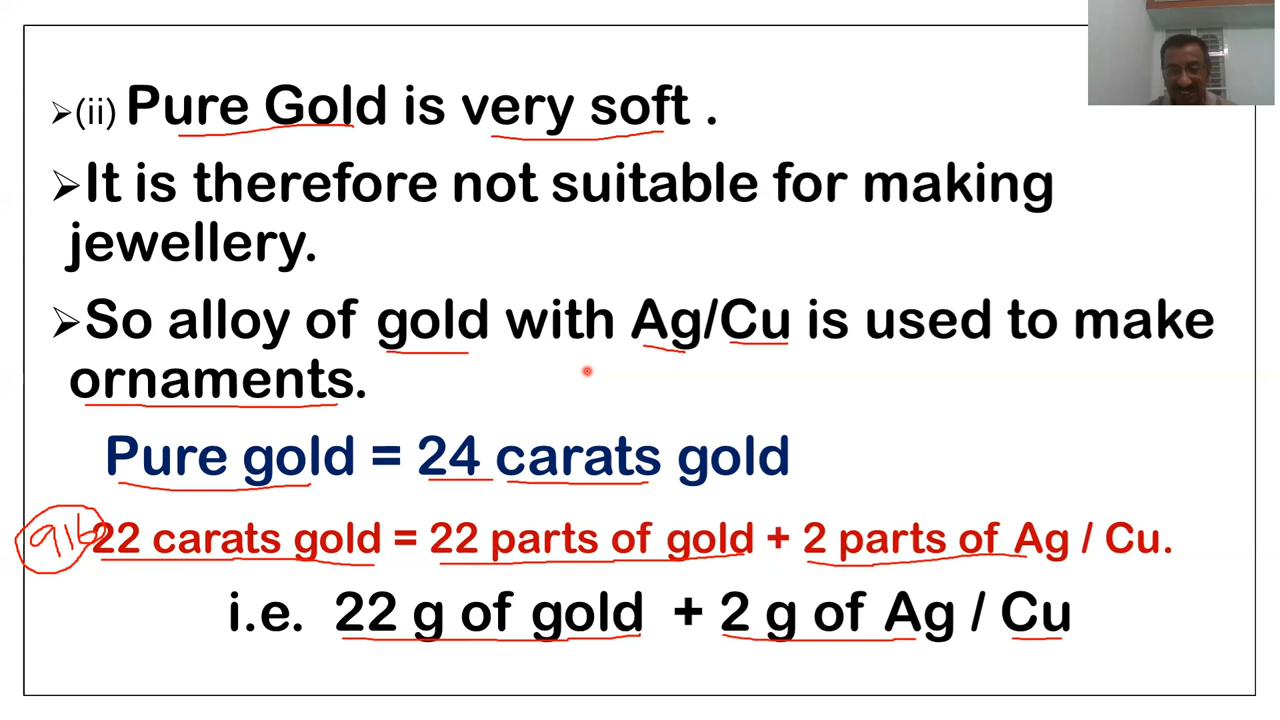 ➢(ii) Pure Gold is very soft .
➢It is therefore not suitable for making
jewellery.
➢So alloy of gold with Ag/Cu is used to make
ornaments.
Pure gold = 24 carats gold
916 22 carats gold = 22 parts of gold + 2 parts of Ag / Cu.
i.e. 22 g of gold + 2 g of Ag / Cu